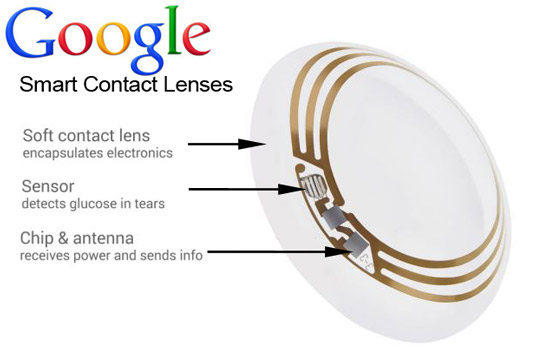 Google
Smart Contact Lenses
Soft contact lens
encapsulates electronics
Sensor
detects glucose in tears
Chip & antenna
receives power and sends info